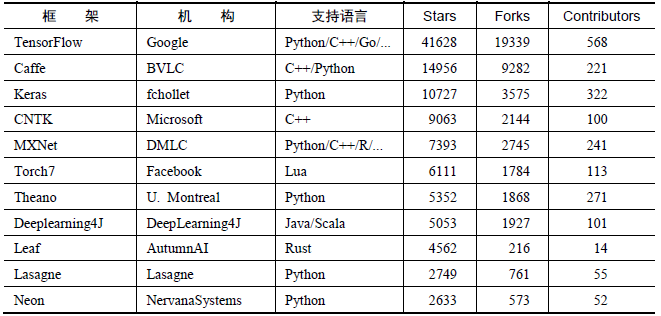 框 架 机 构 支持语言 Stars Forks Contributors
TensorFlow Google Python/C++/Go/... 41628 19339 568
Caffe BVLC C++/Python 14956 9282 221
Keras fchollet Python 10727 3575 322
CNTK Microsoft C++ 9063 2144 100
MXNet DMLC Python/C++/R/... 7393 2745 241
Torch7 Facebook Lua 6111 1784 113
Theano U. Montreal Python 5352 1868 271
Deeplearning4J DeepLearning4J Java/Scala 5053 1927 101
Leaf AutumnAI Rust 4562 216 14
Lasagne Lasagne Python 2749 761 55
Neon NervanaSystems Python 2633 573 52